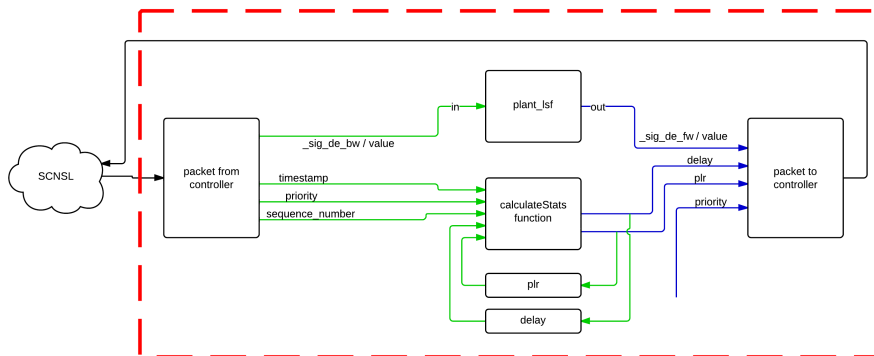 in
plant_lsf
out
_sig_de_bw / value
_sig_de_fw / value
SCNSL
packet from
controller
timestamp
priority
sequence_number
calculateStats
function
delay
plr
priority
packet to
controller
plr
delay